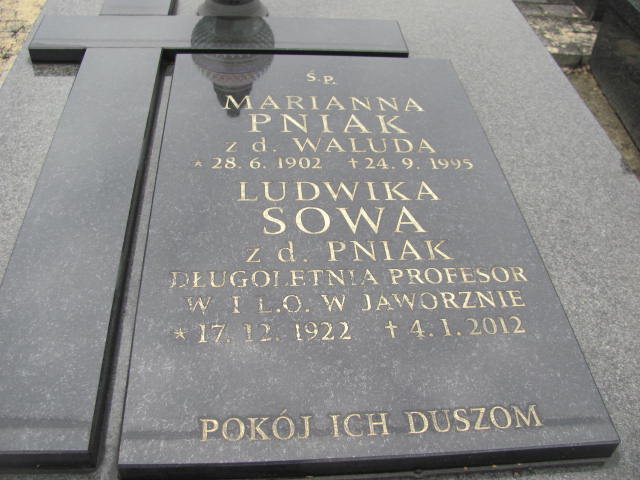 Ś.P.
MARIANNA
PNIAK
z d. WALUDA
*28.6.1902 +24.9.1995
LUDWIKA
SOWA
z d. PNIAK
DŁUGOLETNIA PROFESOR
W I L.O. W JAWORZNIE
*17.12.1922 +4.1.2012
POKÓJ ICH DUSZOM